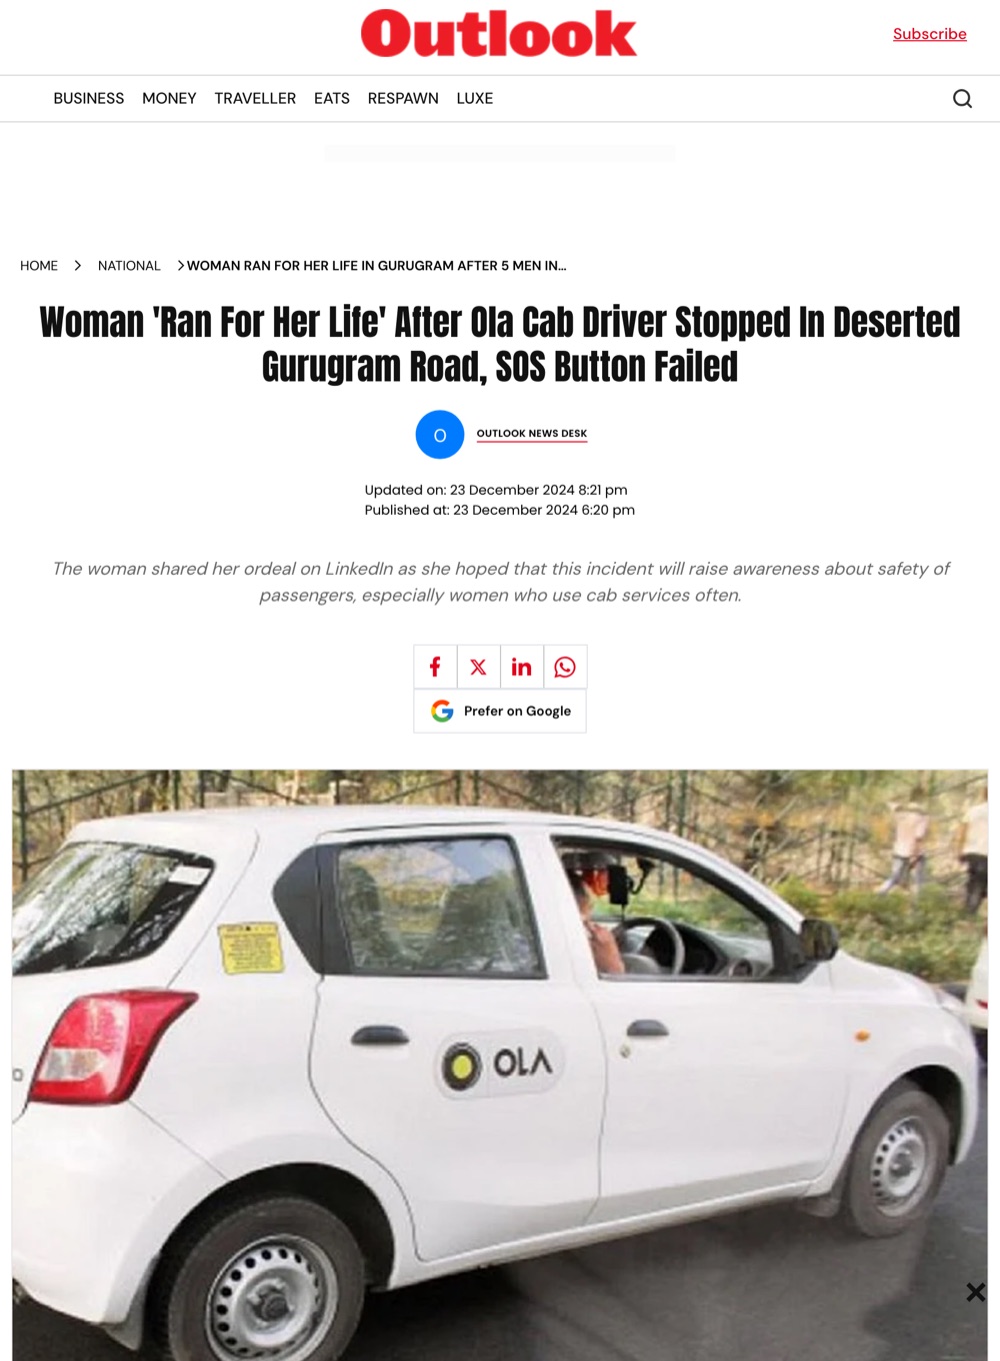 Outlook
Subscribe
BUSINESS MONEY TRAVELLER EATS RESPAWN LUXE
HOME > NATIONAL > WOMAN RAN FOR HER LIFE IN GURUGRAM AFTER 5 MEN IN...
Woman 'Ran For Her Life' After Ola Cab Driver Stopped In Deserted
Gurugram Road, SOS Button Failed
O
OUTLOOK NEWS DESK
Updated on: 23 December 2024 8:21 pm
Published at: 23 December 2024 6:20 pm
The woman shared her ordeal on LinkedIn as she hoped that this incident will raise awareness about safety of
passengers, especially women who use cab services often.
Prefer on Google
OLA